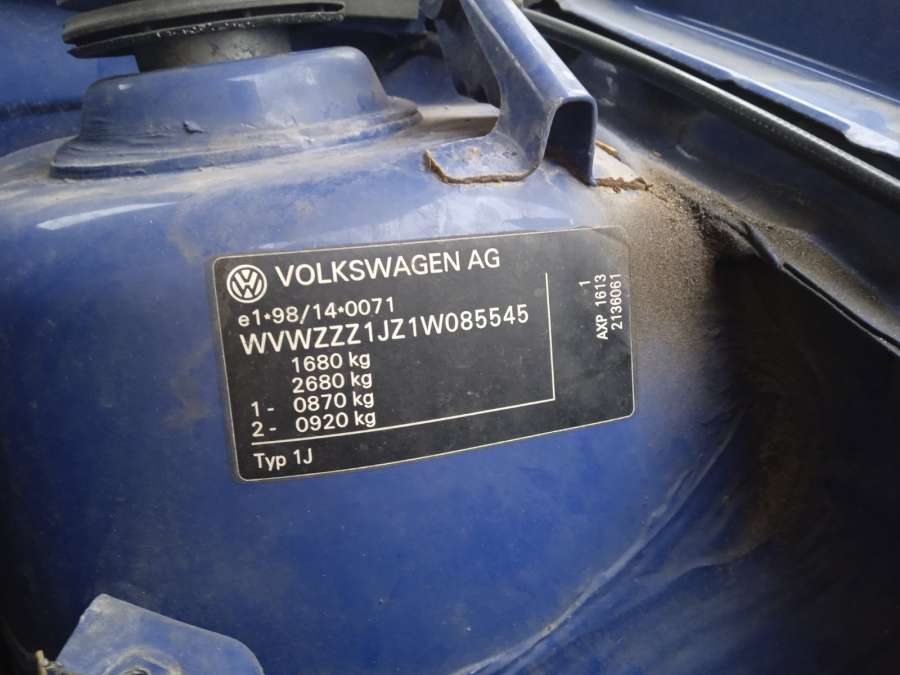 VOLKSWAGEN AG
e1*98/14*0071
WVWZZZ1JZ1W085545
1680 kg
2680 kg
1- 0870 kg
2- 0920 kg
Typ 1J
1
AXP 1613
2136061